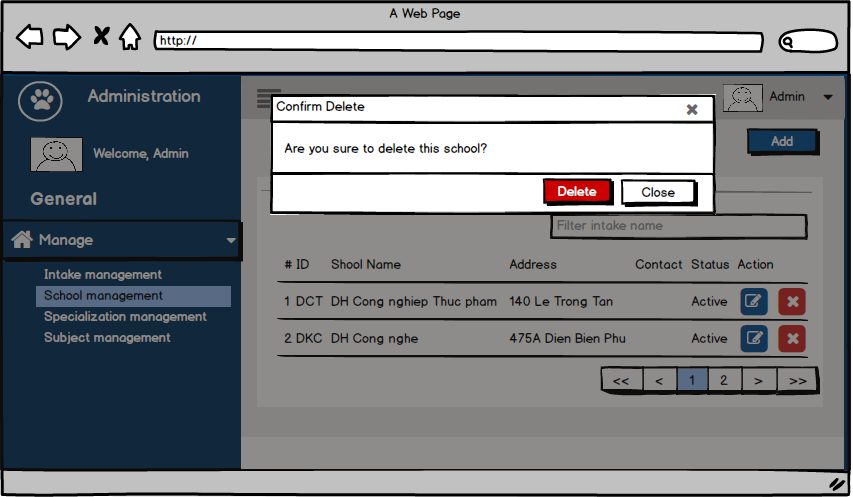 A Web Page
http://
Administration
Admin
Confirm Delete
Welcome, Admin
Add
Are you sure to delete this school?
Delete
Close
General
Filter intake name
Manage
Intake management
School management
Specialization management
Subject management
# ID Shool Name Address Contact Status Action
1 DCT DH Cong nghiep Thuc pham 140 Le Trong Tan Active
2 DKC DH Cong nghe 475A Dien Bien Phu Active
<< < 1 2 > >>